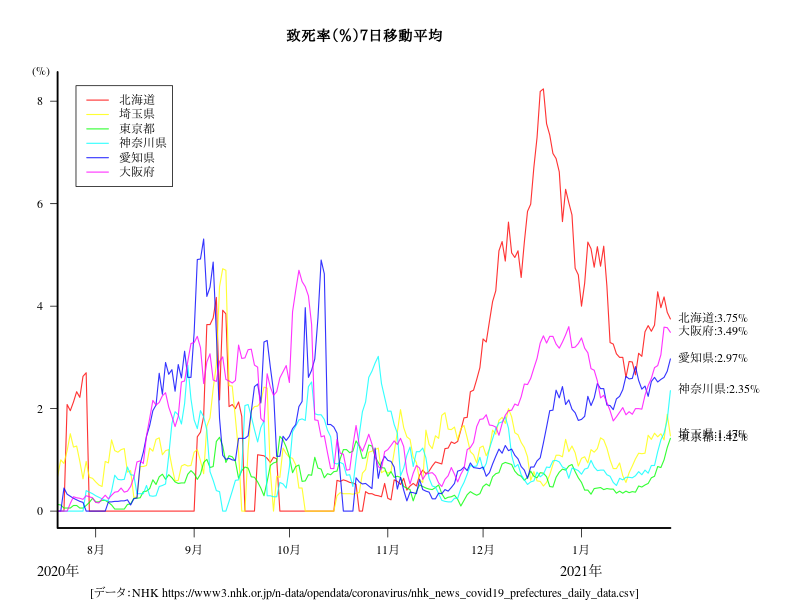 致死率(%)7日移動平均
(%)
8
6
4
2
0
北海道
埼玉県
東京都
神奈川県
愛知県
大阪府
北海道:3.75%
大阪府:3.49%
愛知県:2.97%
神奈川県:2.35%
埼玉県:1.47%
東京都:1.42%
8月 9月 10月 11月 12月 1月
2020年 2021年
[データ:NHK https://www3.nhk.or.jp/n-data/opendata/coronavirus/nhk_news_covid19_prefectures_daily_data.csv]